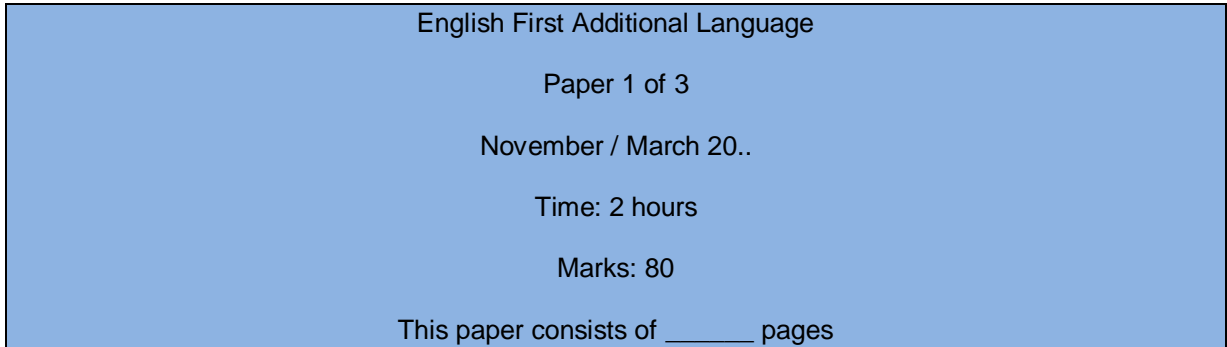 English First Additional Language
Paper 1 of 3
November / March 20..
Time: 2 hours
Marks: 80
This paper consists of ______ pages